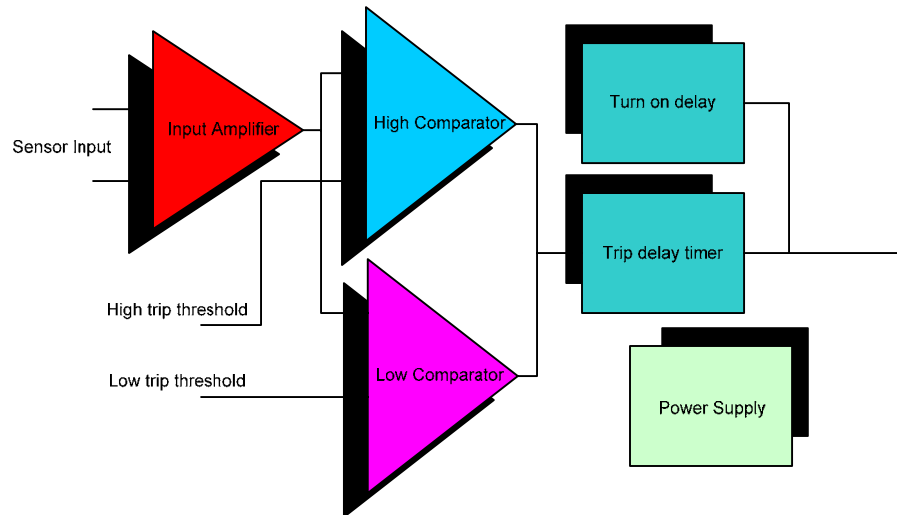 Turn on delay
High Comparator
Input Amplifier
Sensor Input
Trip delay timer
High trip threshold
Low Comparator
Low trip threshold
Power Supply